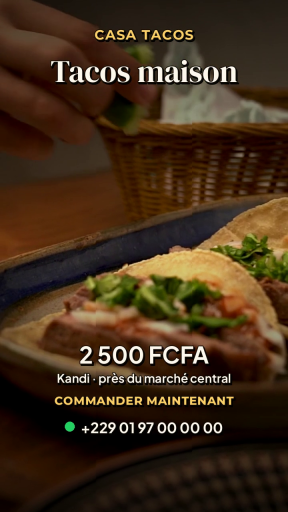 CASA TACOS
Tacos maison
2 500 FCFA
Kandi · près du marché central
COMMANDER MAINTENANT
+229 01 97 00 00 00